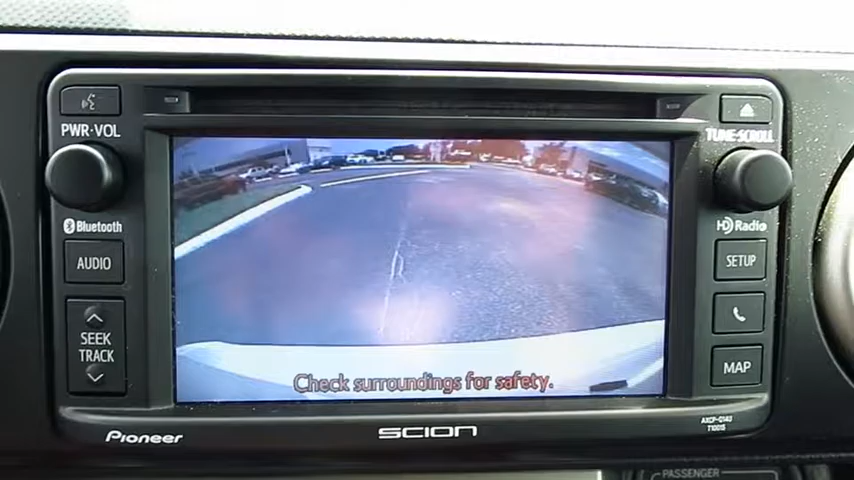 PWR·VOL
TUNE·SCROLL
Bluetooth
HD Radio
AUDIO
SETUP
SEEK
TRACK
MAP
Check surroundings for safety.
Pioneer
SCION
T10015
PASSENGER